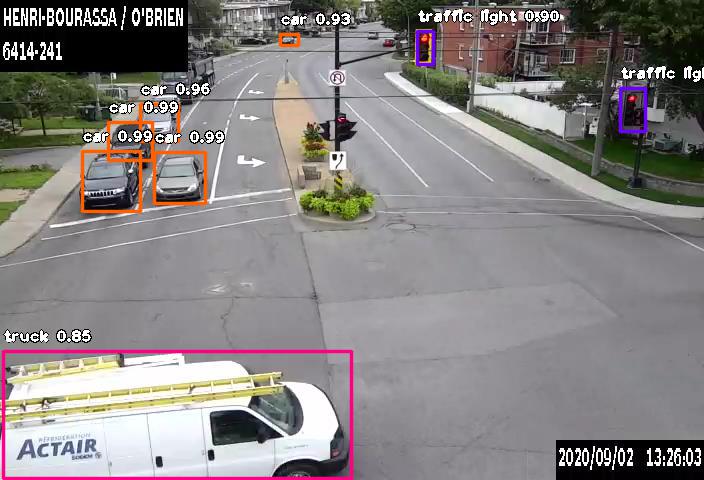 HENRI-BOURASSA / O'BRIEN
6414-241
car 0.93
traffic light 0.90
traffic lig
car 0.96
car 0.99
car 0.99
car 0.99
truck 0.85
RÉFRIGÉRATION
ACTAIR
2020/09/02 13:26:03